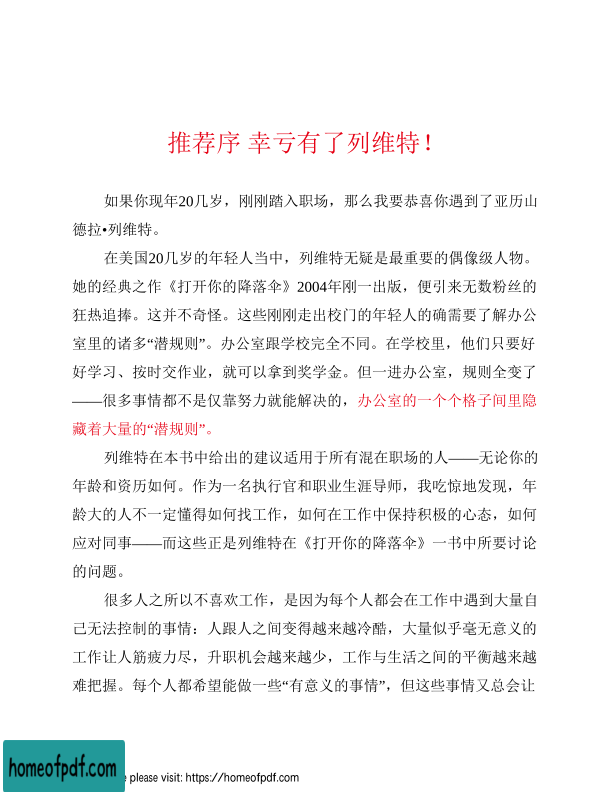 推荐序 幸亏有了列维特！
如果你现年20几岁，刚刚踏入职场，那么我要恭喜你遇到了亚历山
德拉•列维特。
在美国20几岁的年轻人当中，列维特无疑是最重要的偶像级人物。
她的经典之作《打开你的降落伞》2004年刚一出版，便引来无数粉丝的
狂热追捧。这并不奇怪。这些刚刚走出校门的年轻人的确需要了解办公
室里的诸多“潜规则”。办公室跟学校完全不同。在学校里，他们只要好
好学习、按时交作业，就可以拿到奖学金。但一进办公室，规则全变了
——很多事情都不是仅靠努力就能解决的，办公室的一个个格子间里隐
藏着大量的“潜规则”。
列维特在本书中给出的建议适用于所有混在职场的人——无论你的
年龄和资历如何。作为一名执行官和职业生涯导师，我吃惊地发现，年
龄大的人不一定懂得如何找工作，如何在工作中保持积极的心态，如何
应对同事——而这些正是列维特在《打开你的降落伞》一书中所要讨论
的问题。
很多人之所以不喜欢工作，是因为每个人都会在工作中遇到大量自
己无法控制的事情：人跟人之间变得越来越冷酷，大量似乎毫无意义的
工作让人筋疲力尽，升职机会越来越少，工作与生活之间的平衡越来越
难把握。每个人都希望能做一些“有意义的事情”，但这些事情又总会让
homeofpdf.com
e please visit: https://homeofpdf.com